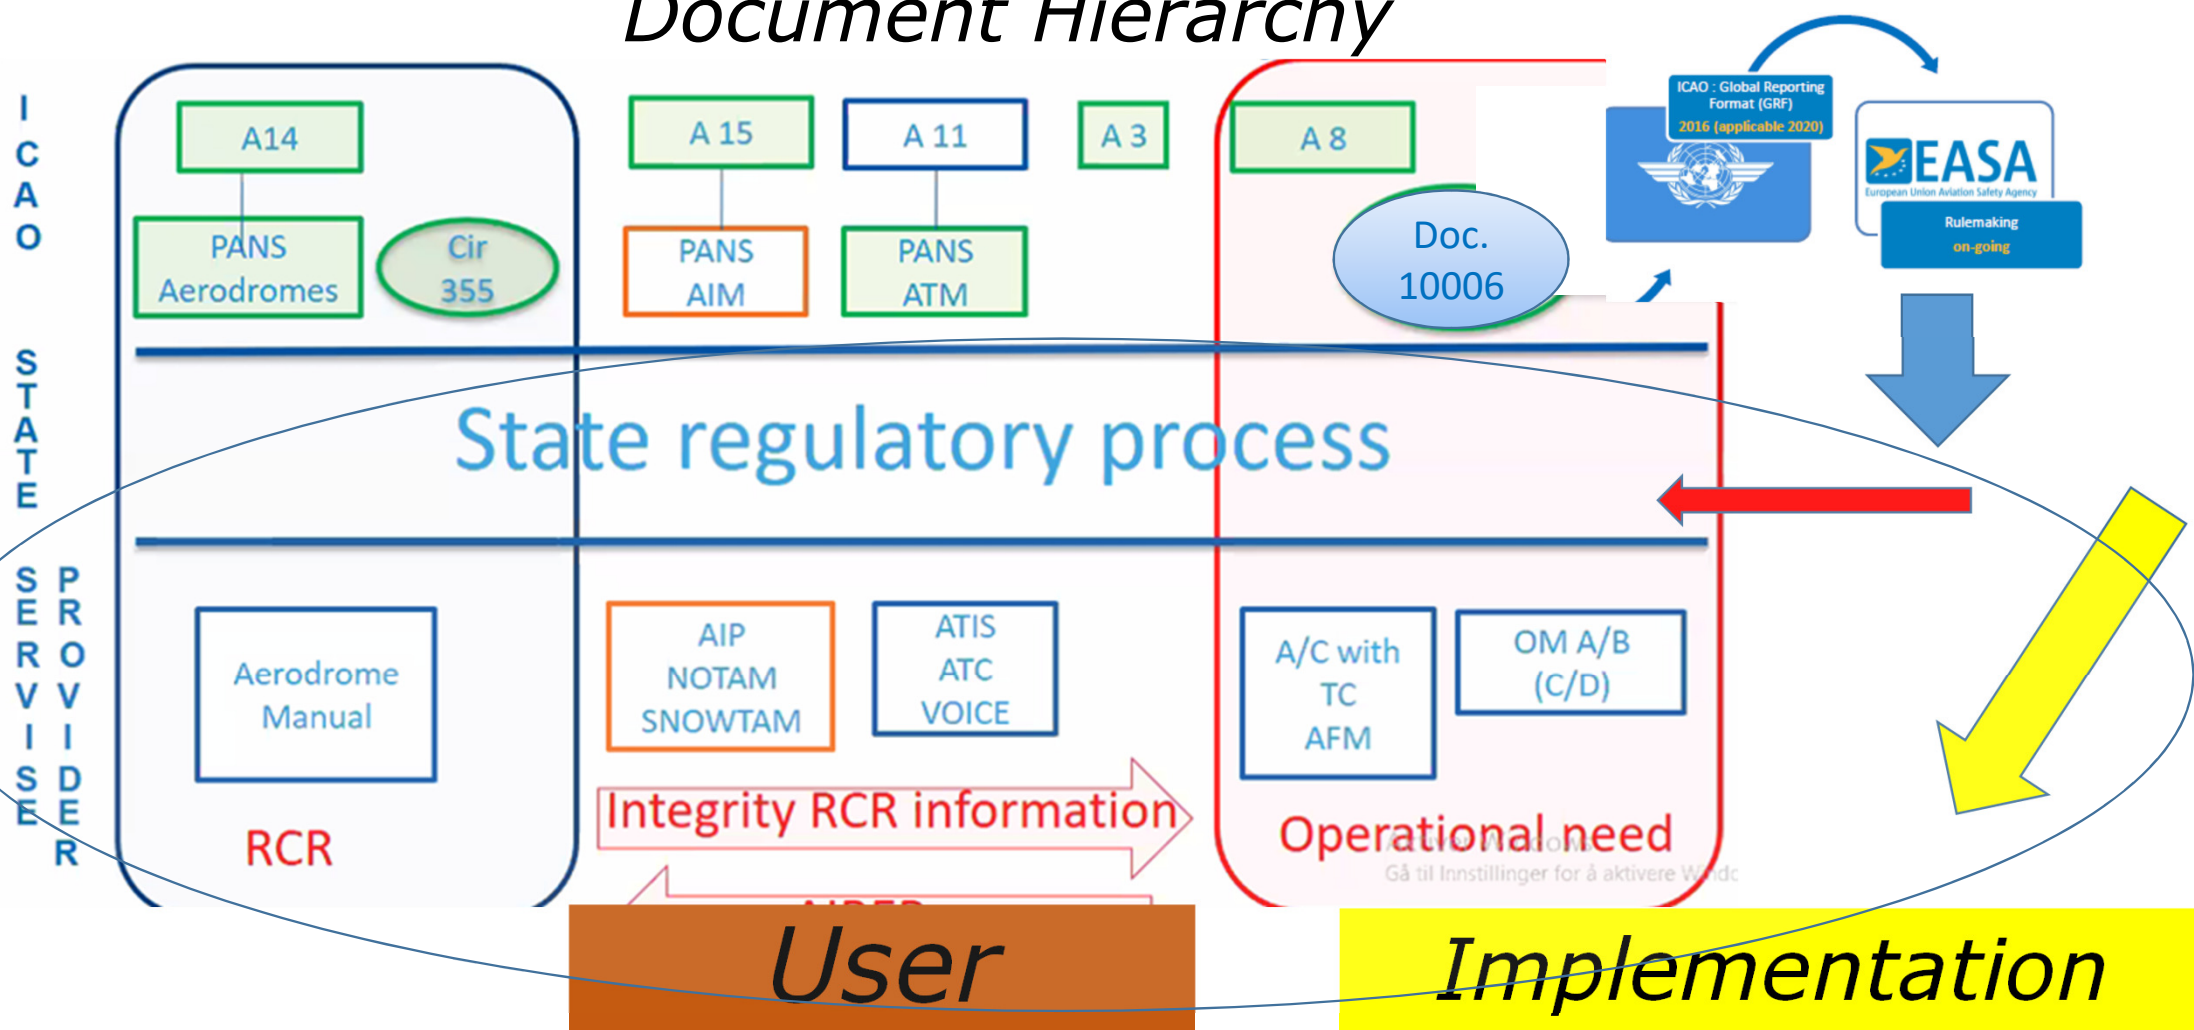 Document Hierarchy
ICAO
A14
A 15
A 11
A 3
A 8
ICAO : Global Reporting
Format (GRF)
2016 (applicable 2020)
EASA
European Union Aviation Safety Agency
Rulemaking
on-going
PANS
Aerodromes
Cir
355
PANS
AIM
PANS
ATM
Doc.
10006
STATE
State regulatory process
SERVISE
PROVIDER
Aerodrome
Manual
AIP
NOTAM
SNOWTAM
ATIS
ATC
VOICE
A/C with
TC
AFM
OM A/B
(C/D)
RCR
Integrity RCR information
Operational need
Aktiver Windows
Gå til Innstillinger for å aktivere Windc
User
Implementation